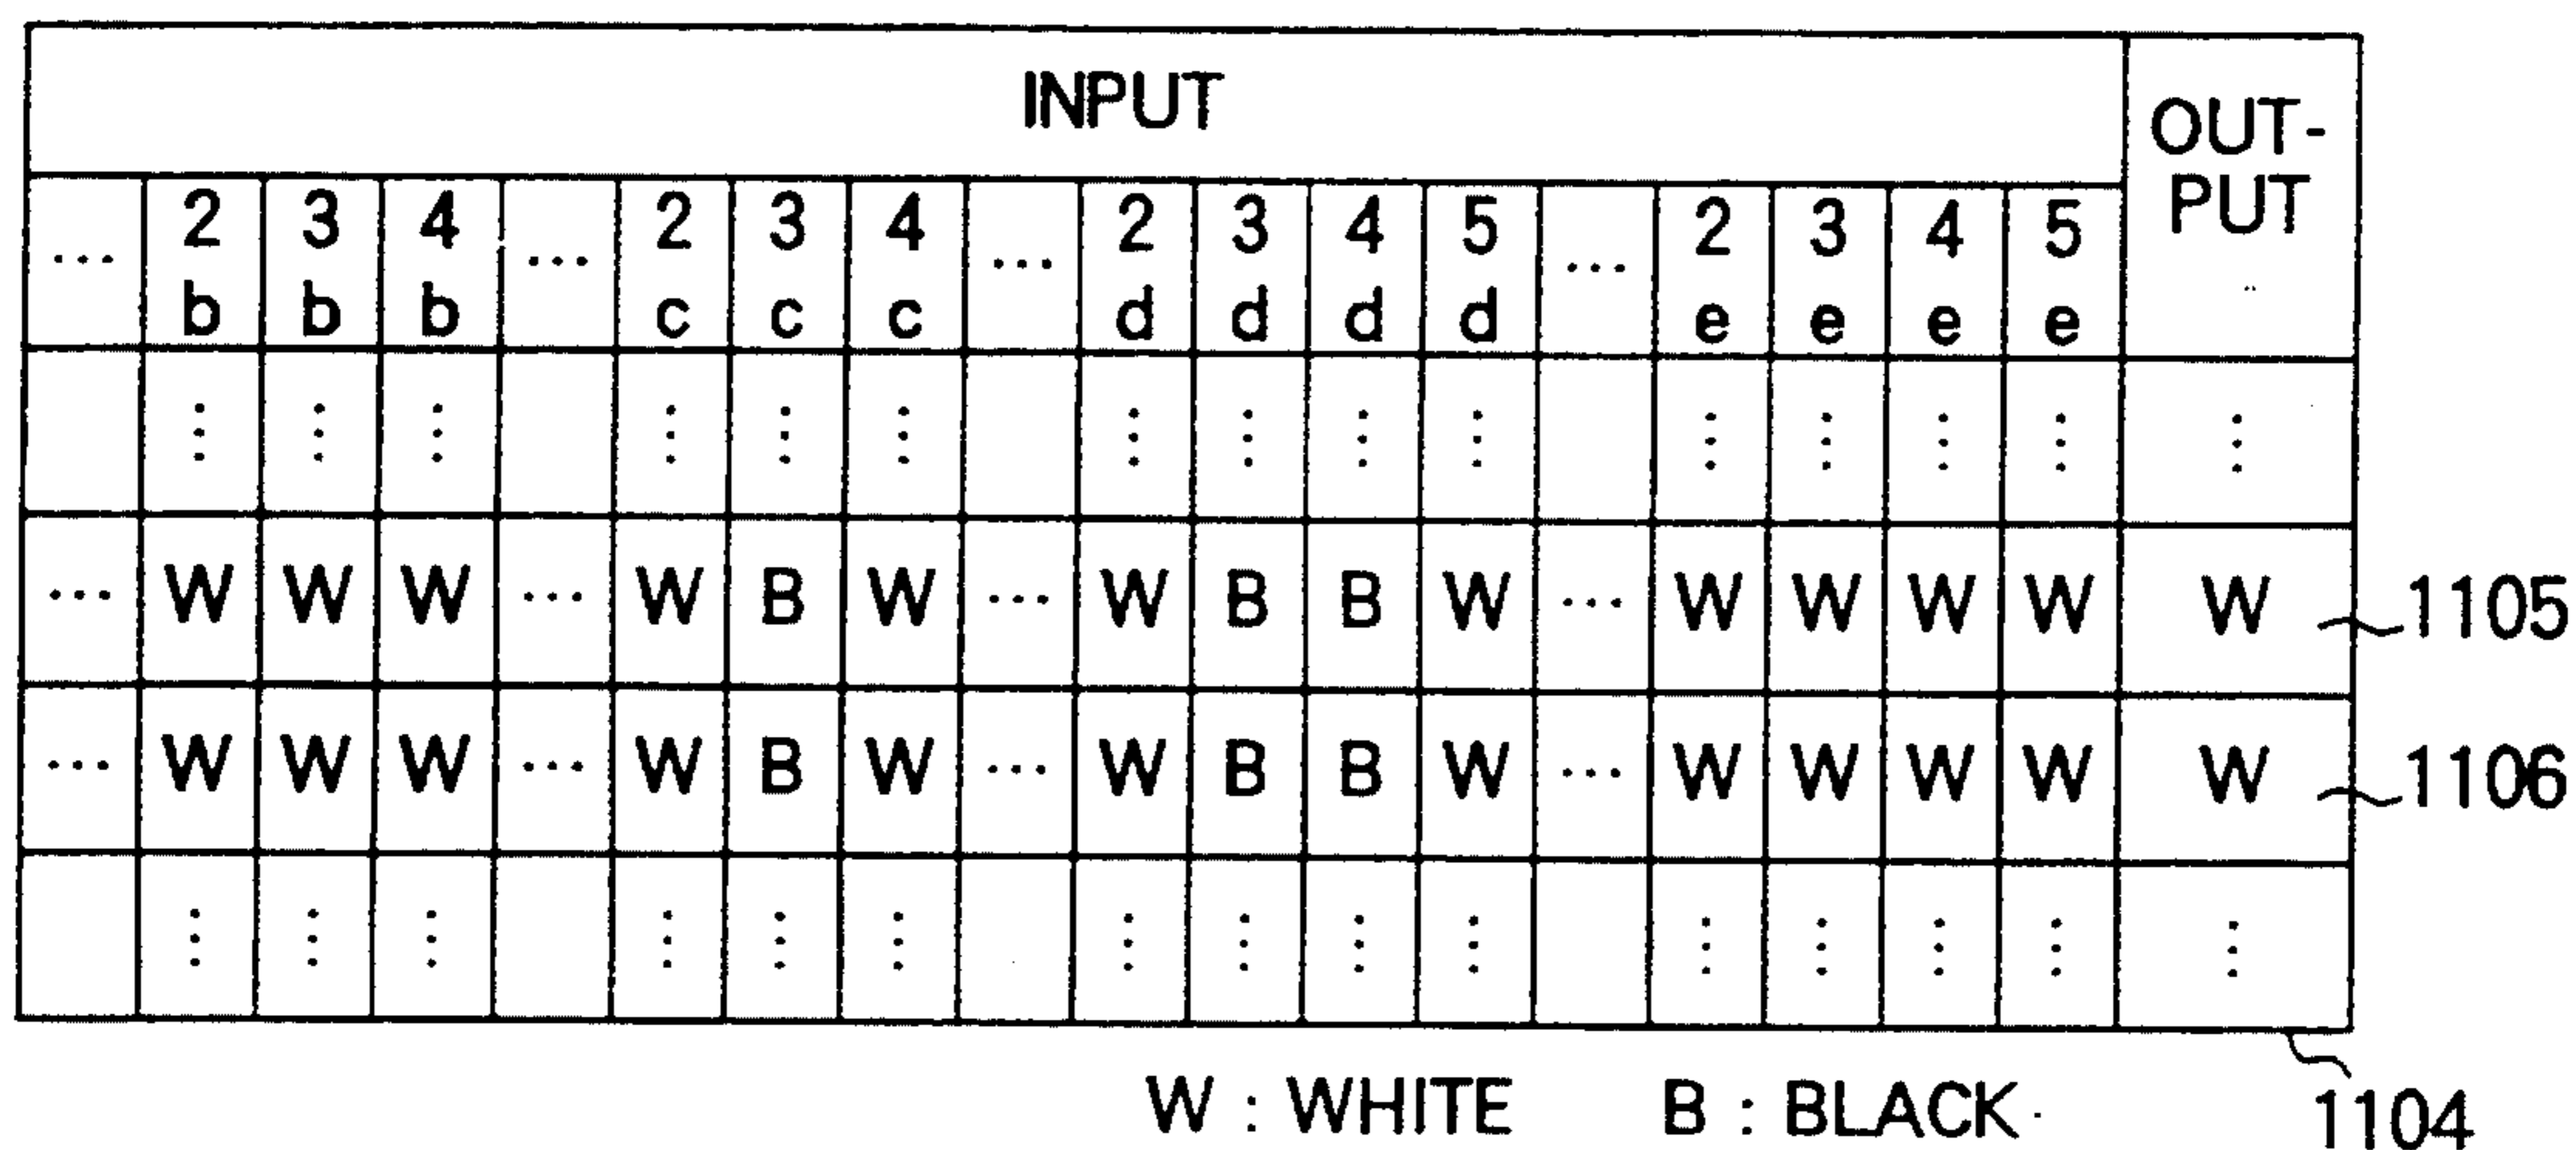 INPUT OUT-
PUT
... 2 3 4 ... 2 3 4 ... 2 3 4 5 ... 2 3 4 5
b b b c c c d d d d e e e e
⋮ ⋮ ⋮ ⋮ ⋮ ⋮ ⋮ ⋮ ⋮ ⋮ ⋮ ⋮ ⋮ ⋮ ⋮
... W W W ... W B W ... W B B W ... W W W W W 1105
... W W W ... W B W ... W B B W ... W W W W W 1106
⋮ ⋮ ⋮ ⋮ ⋮ ⋮ ⋮ ⋮ ⋮ ⋮ ⋮ ⋮ ⋮ ⋮ ⋮
W : WHITE B : BLACK 1104